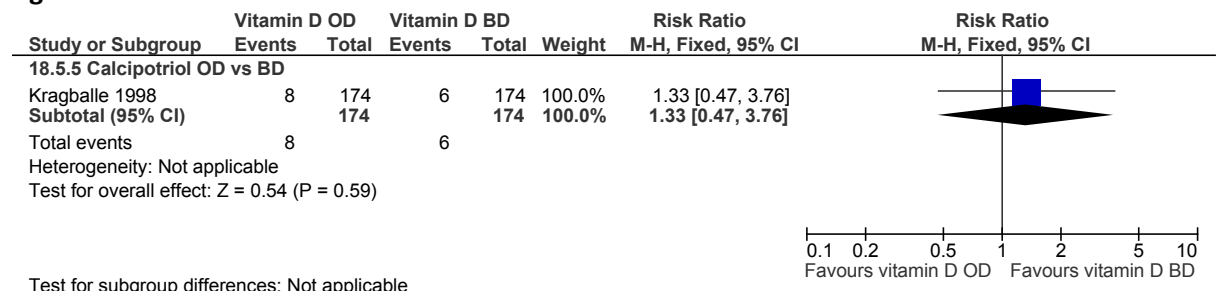 Vitamin D OD Vitamin D BD Risk Ratio Risk Ratio
Study or Subgroup Events Total Events Total Weight M-H, Fixed, 95% CI M-H, Fixed, 95% CI
18.5.5 Calcipotriol OD vs BD
Kragballe 1998 8 174 6 174 100.0% 1.33 [0.47, 3.76]
Subtotal (95% CI) 174 174 100.0% 1.33 [0.47, 3.76]
Total events 8 6
Heterogeneity: Not applicable
Test for overall effect: Z = 0.54 (P = 0.59)
0.1 0.2 0.5 1 2 5 10
Favours vitamin D OD Favours vitamin D BD
Test for subgroup differences: Not applicable